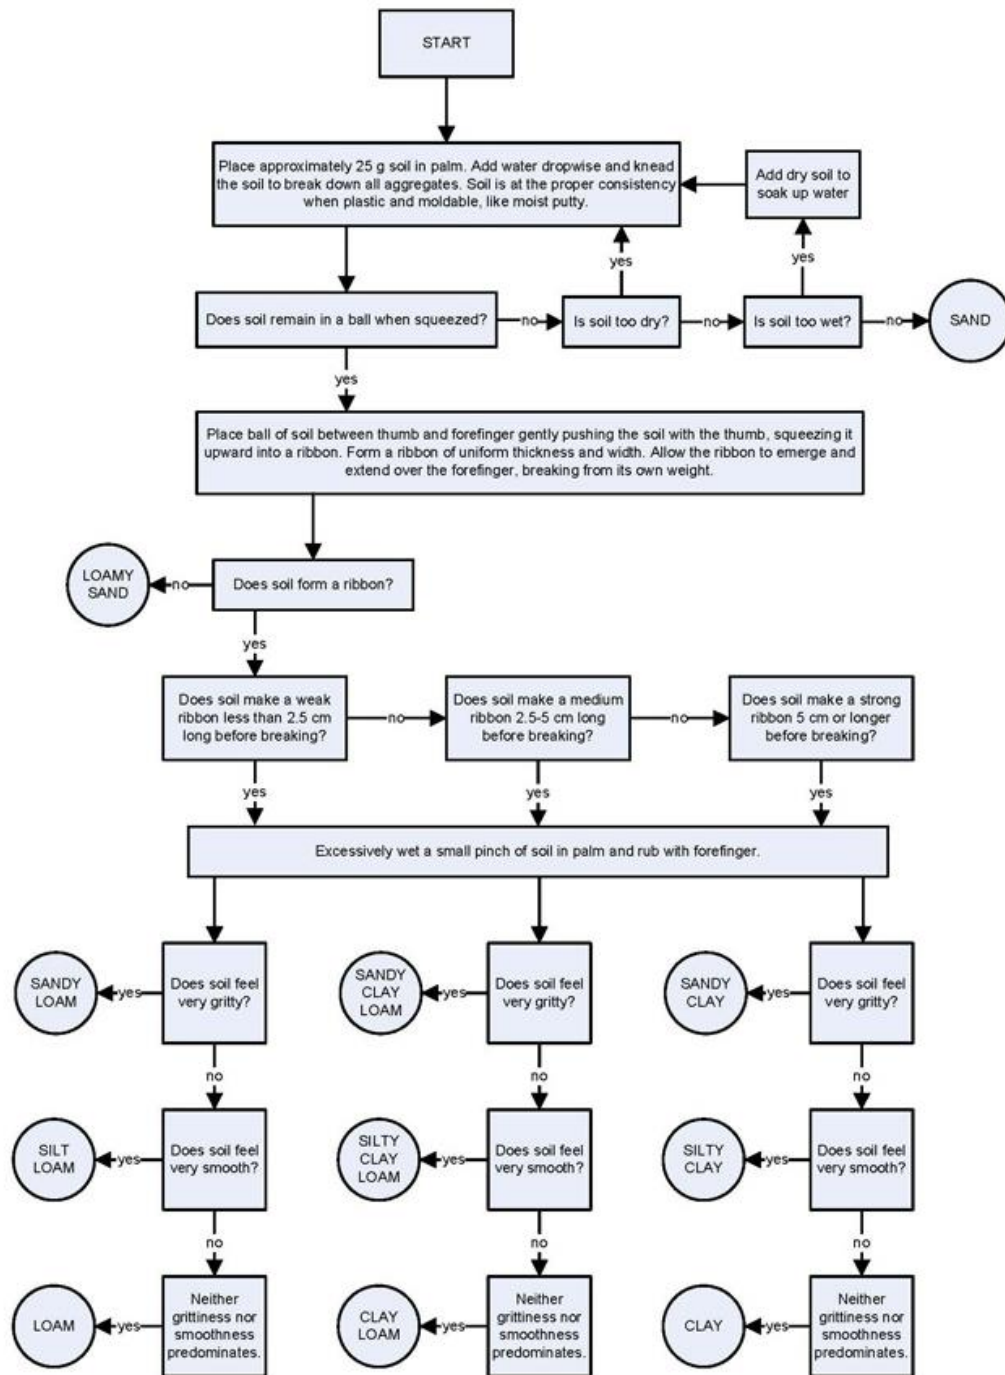 START
Place approximately 25 g soil in palm. Add water dropwise and knead
the soil to break down all aggregates. Soil is at the proper consistency
when plastic and moldable, like moist putty.
Add dry soil to
soak up water
yes
yes
Does soil remain in a ball when squeezed?
no
Is soil too dry?
no
Is soil too wet?
no
SAND
yes
Place ball of soil between thumb and forefinger gently pushing the soil with the thumb, squeezing it
upward into a ribbon. Form a ribbon of uniform thickness and width. Allow the ribbon to emerge and
extend over the forefinger, breaking from its own weight.
LOAMY
SAND
no
Does soil form a ribbon?
yes
Does soil make a weak
ribbon less than 2.5 cm
long before breaking?
no
Does soil make a medium
ribbon 2.5-5 cm long
before breaking?
no
Does soil make a strong
ribbon 5 cm or longer
before breaking?
yes
yes
yes
Excessively wet a small pinch of soil in palm and rub with forefinger.
SANDY
LOAM
yes
Does soil feel
very gritty?
SANDY
CLAY
LOAM
yes
Does soil feel
very gritty?
SANDY
CLAY
yes
Does soil feel
very gritty?
no
no
no
SILT
LOAM
yes
Does soil feel
very smooth?
SILTY
CLAY
LOAM
yes
Does soil feel
very smooth?
SILTY
CLAY
yes
Does soil feel
very smooth?
no
no
no
LOAM
yes
Neither
grittiness nor
smoothness
predominates.
CLAY
LOAM
yes
Neither
grittiness nor
smoothness
predominates.
CLAY
yes
Neither
grittiness nor
smoothness
predominates.